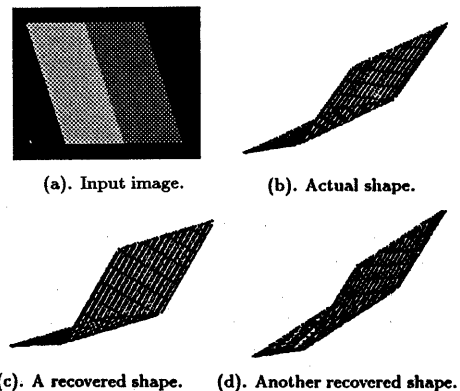 (a). Input image.
(b). Actual shape.
(c). A recovered shape.
(d). Another recovered shape.